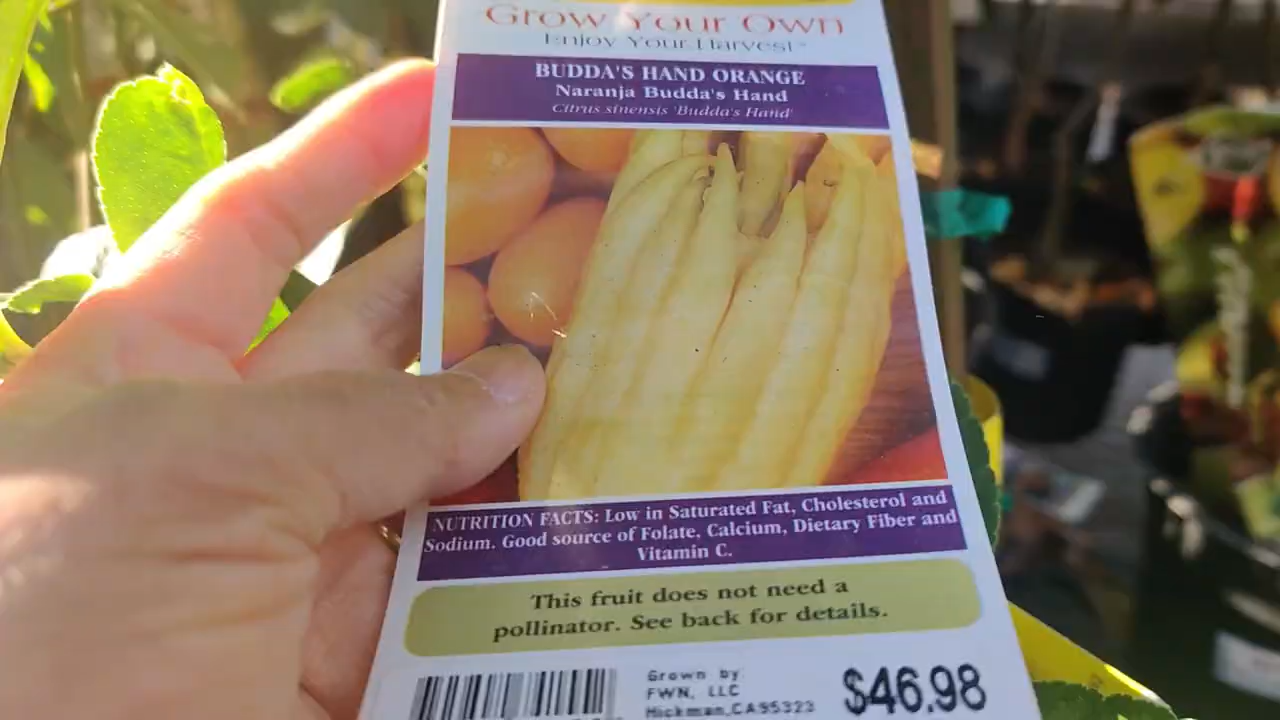 Grow Your Own
Enjoy Your Harvest™
BUDDA'S HAND ORANGE
Naranja Budda's Hand
Citrus sinensis 'Budda's Hand'
NUTRITION FACTS: Low in Saturated Fat, Cholesterol and
Sodium. Good source of Folate, Calcium, Dietary Fiber and
Vitamin C.
This fruit does not need a
pollinator. See back for details.
Grown by
FWN, LLC
Hickman,CA95323
$46.98